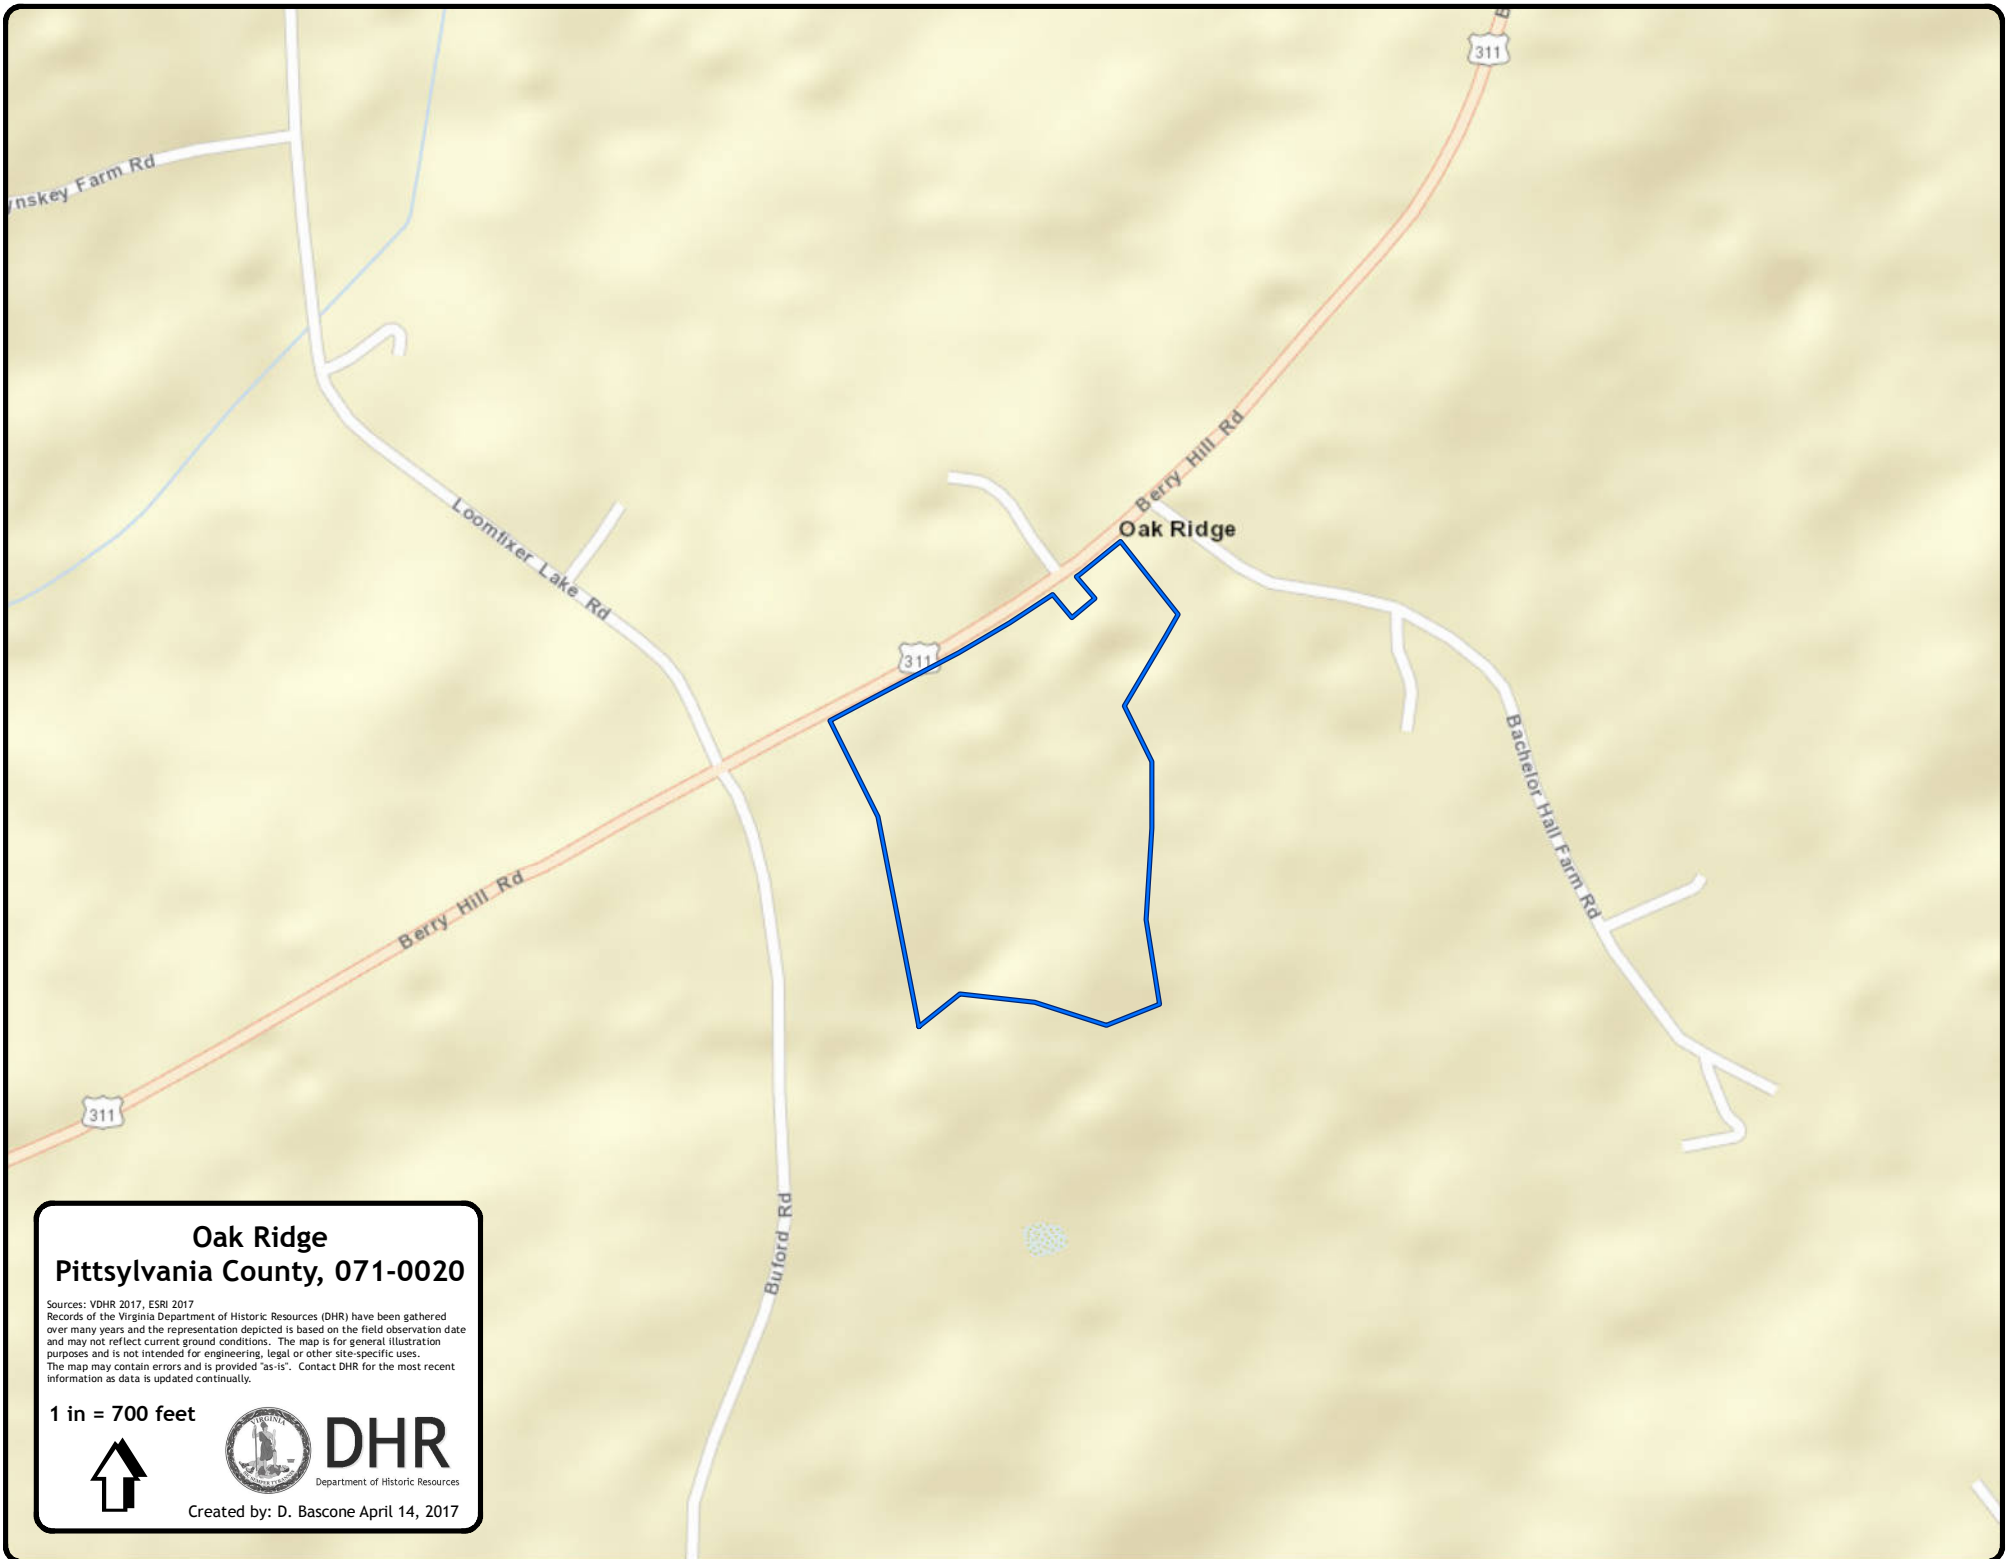 B
311
ynskey Farm Rd
Berry Hill Rd
Loomfixer Lake Rd
Oak Ridge
311
Bachelor Hall Farm Rd
Berry Hill Rd
311
Buford Rd
Oak Ridge
Pittsylvania County, 071-0020
Sources: VDHR 2017, ESRI 2017
Records of the Virginia Department of Historic Resources (DHR) have been gathered
over many years and the representation depicted is based on the field observation date
and may not reflect current ground conditions.  The map is for general illustration
purposes and is not intended for engineering, legal or other site-specific uses.
The map may contain errors and is provided "as-is".  Contact DHR for the most recent
information as data is updated continually.
1 in = 700 feet
VIRGINIA
SIC SEMPER TYRANNIS
DHR
Department of Historic Resources
Created by: D. Bascone April 14, 2017